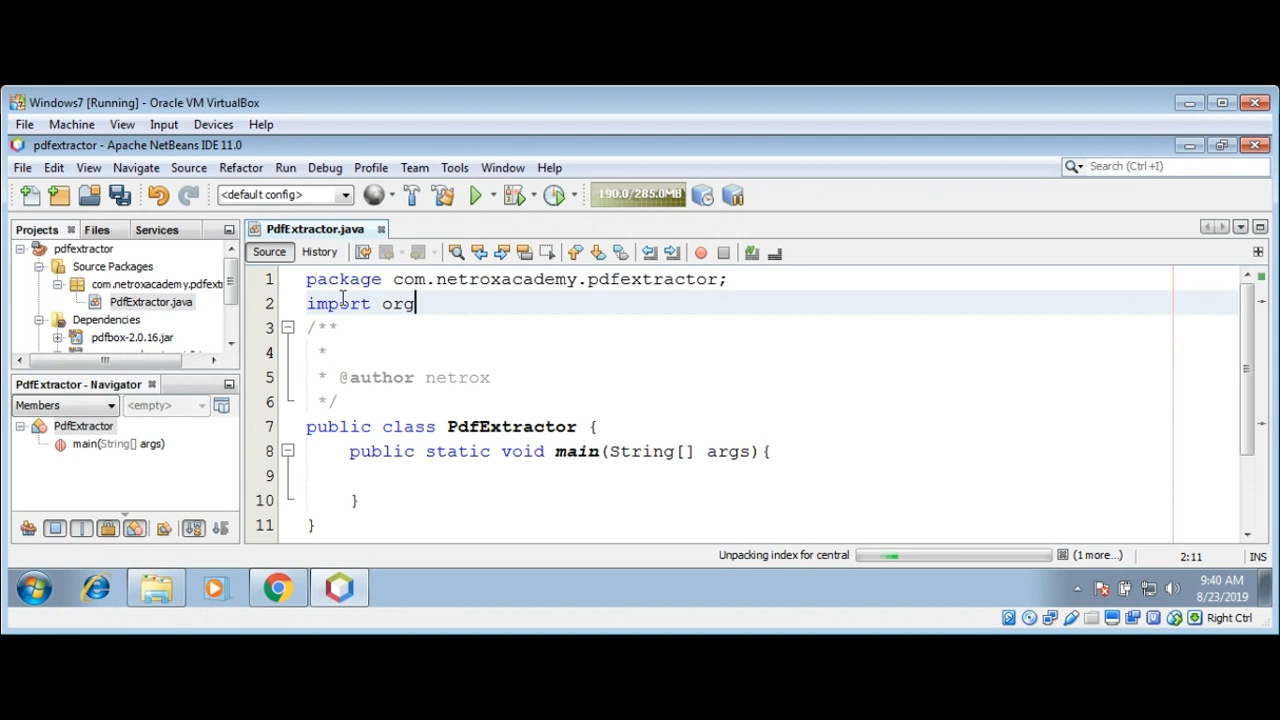 Windows7 [Running] - Oracle VM VirtualBox
File Machine View Input Devices Help
pdfextractor - Apache NetBeans IDE 11.0
File Edit View Navigate Source Refactor Run Debug Profile Team Tools Window Help
Search (Ctrl+I)
<default config>
190.0/285.0MB
Projects Files Services
PdfExtractor.java
pdfextractor
Source Packages
com.netroxacademy.pdfext
PdfExtractor.java
Dependencies
pdfbox-2.0.16.jar
Source History
1 package com.netroxacademy.pdfextractor;
2 import org
3 /**
4 *
5 * @author netrox
6 */
7 public class PdfExtractor {
8 public static void main(String[] args){
9
10 }
11 }
PdfExtractor - Navigator
Members <empty>
PdfExtractor
main(String[] args)
Unpacking index for central (1 more...) 2:11 INS
9:40 AM
8/23/2019
Right Ctrl